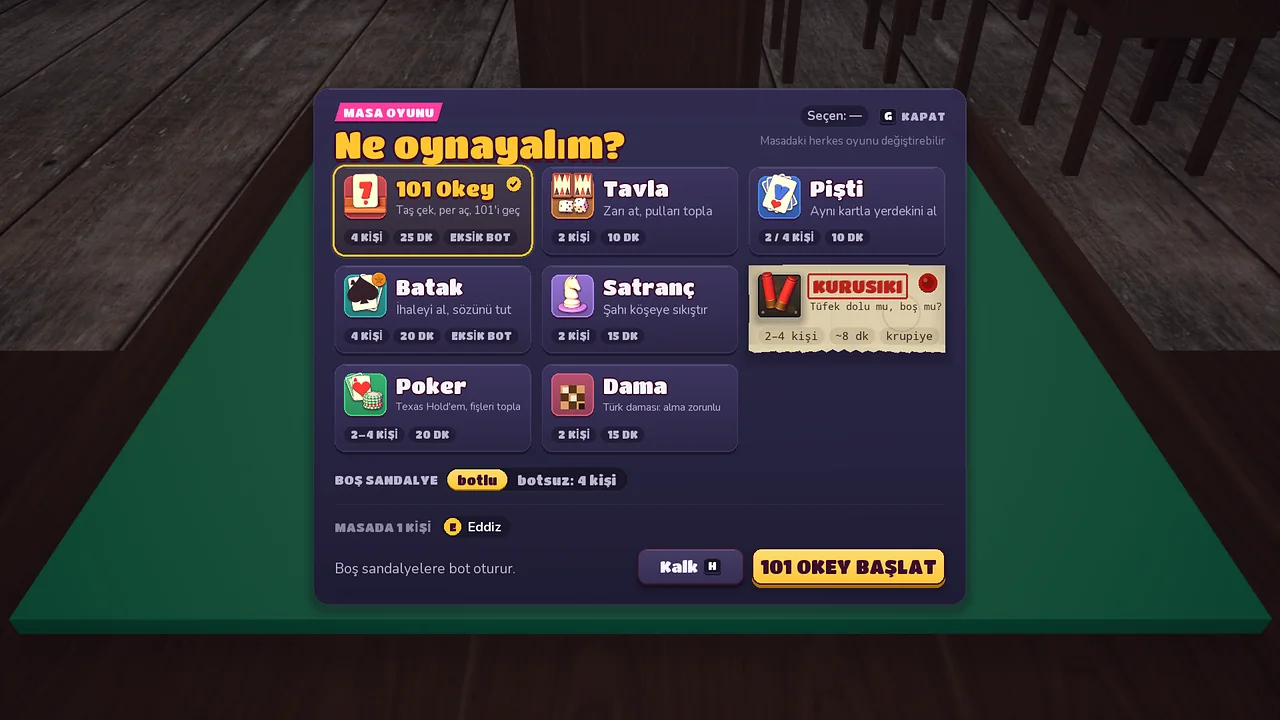 MASA OYUNU
Ne oynayalım?
Seçen: —
G KAPAT
Masadaki herkes oyunu değiştirebilir
101 Okey
Taş çek, per aç, 101'i geç
4 KİŞİ 25 DK EKSİK BOT
Tavla
Zarı at, pulları topla
2 KİŞİ 10 DK
Pişti
Aynı kartla yerdekini al
2 / 4 KİŞİ 10 DK
Batak
İhaleyi al, sözünü tut
4 KİŞİ 20 DK EKSİK BOT
Satranç
Şahı köşeye sıkıştır
2 KİŞİ 15 DK
KURUSIKI
Tüfek dolu mu, boş mu?
2–4 kişi ~8 dk krupiye
Poker
Texas Hold'em, fişleri topla
2–4 KİŞİ 20 DK
Dama
Türk daması: alma zorunlu
2 KİŞİ 15 DK
BOŞ SANDALYE botlu botsuz: 4 kişi
MASADA 1 KİŞİ E Eddiz
Boş sandalyelere bot oturur.
Kalk H
101 OKEY BAŞLAT